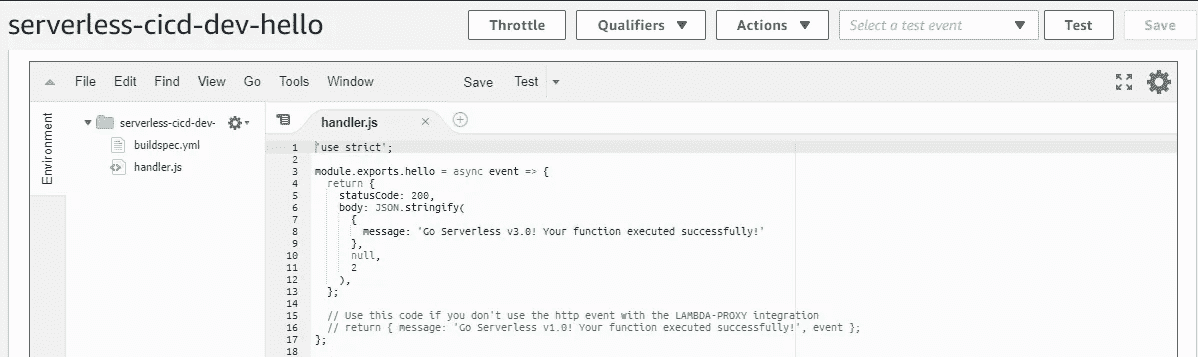 serverless-cicd-dev-hello
Throttle Qualifiers Actions Select a test event Test Save
File Edit Find View Go Tools Window Save Test
Environment
serverless-cicd-dev-
buildspec.yml
handler.js
handler.js
1 'use strict';
2
3 module.exports.hello = async event => {
4 return {
5 statusCode: 200,
6 body: JSON.stringify(
7 {
8 message: 'Go Serverless v3.0! Your function executed successfully!'
9 },
10 null,
11 2
12 ),
13 };
14
15 // Use this code if you don't use the http event with the LAMBDA-PROXY integration
16 // return { message: 'Go Serverless v1.0! Your function executed successfully!', event };
17 };
18